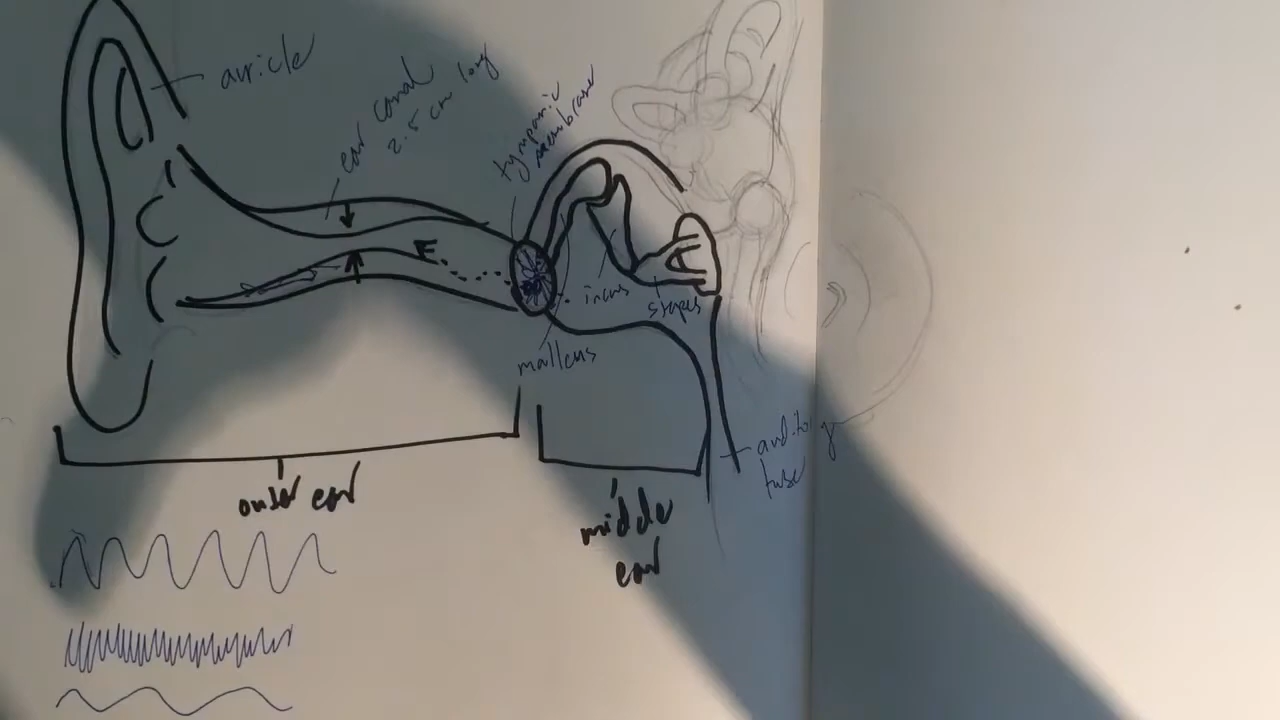 auricle
ear canal
2.5 cm long
tympanic
membrane
incus
stapes
malleus
auditory
tube
outer ear
middle
ear